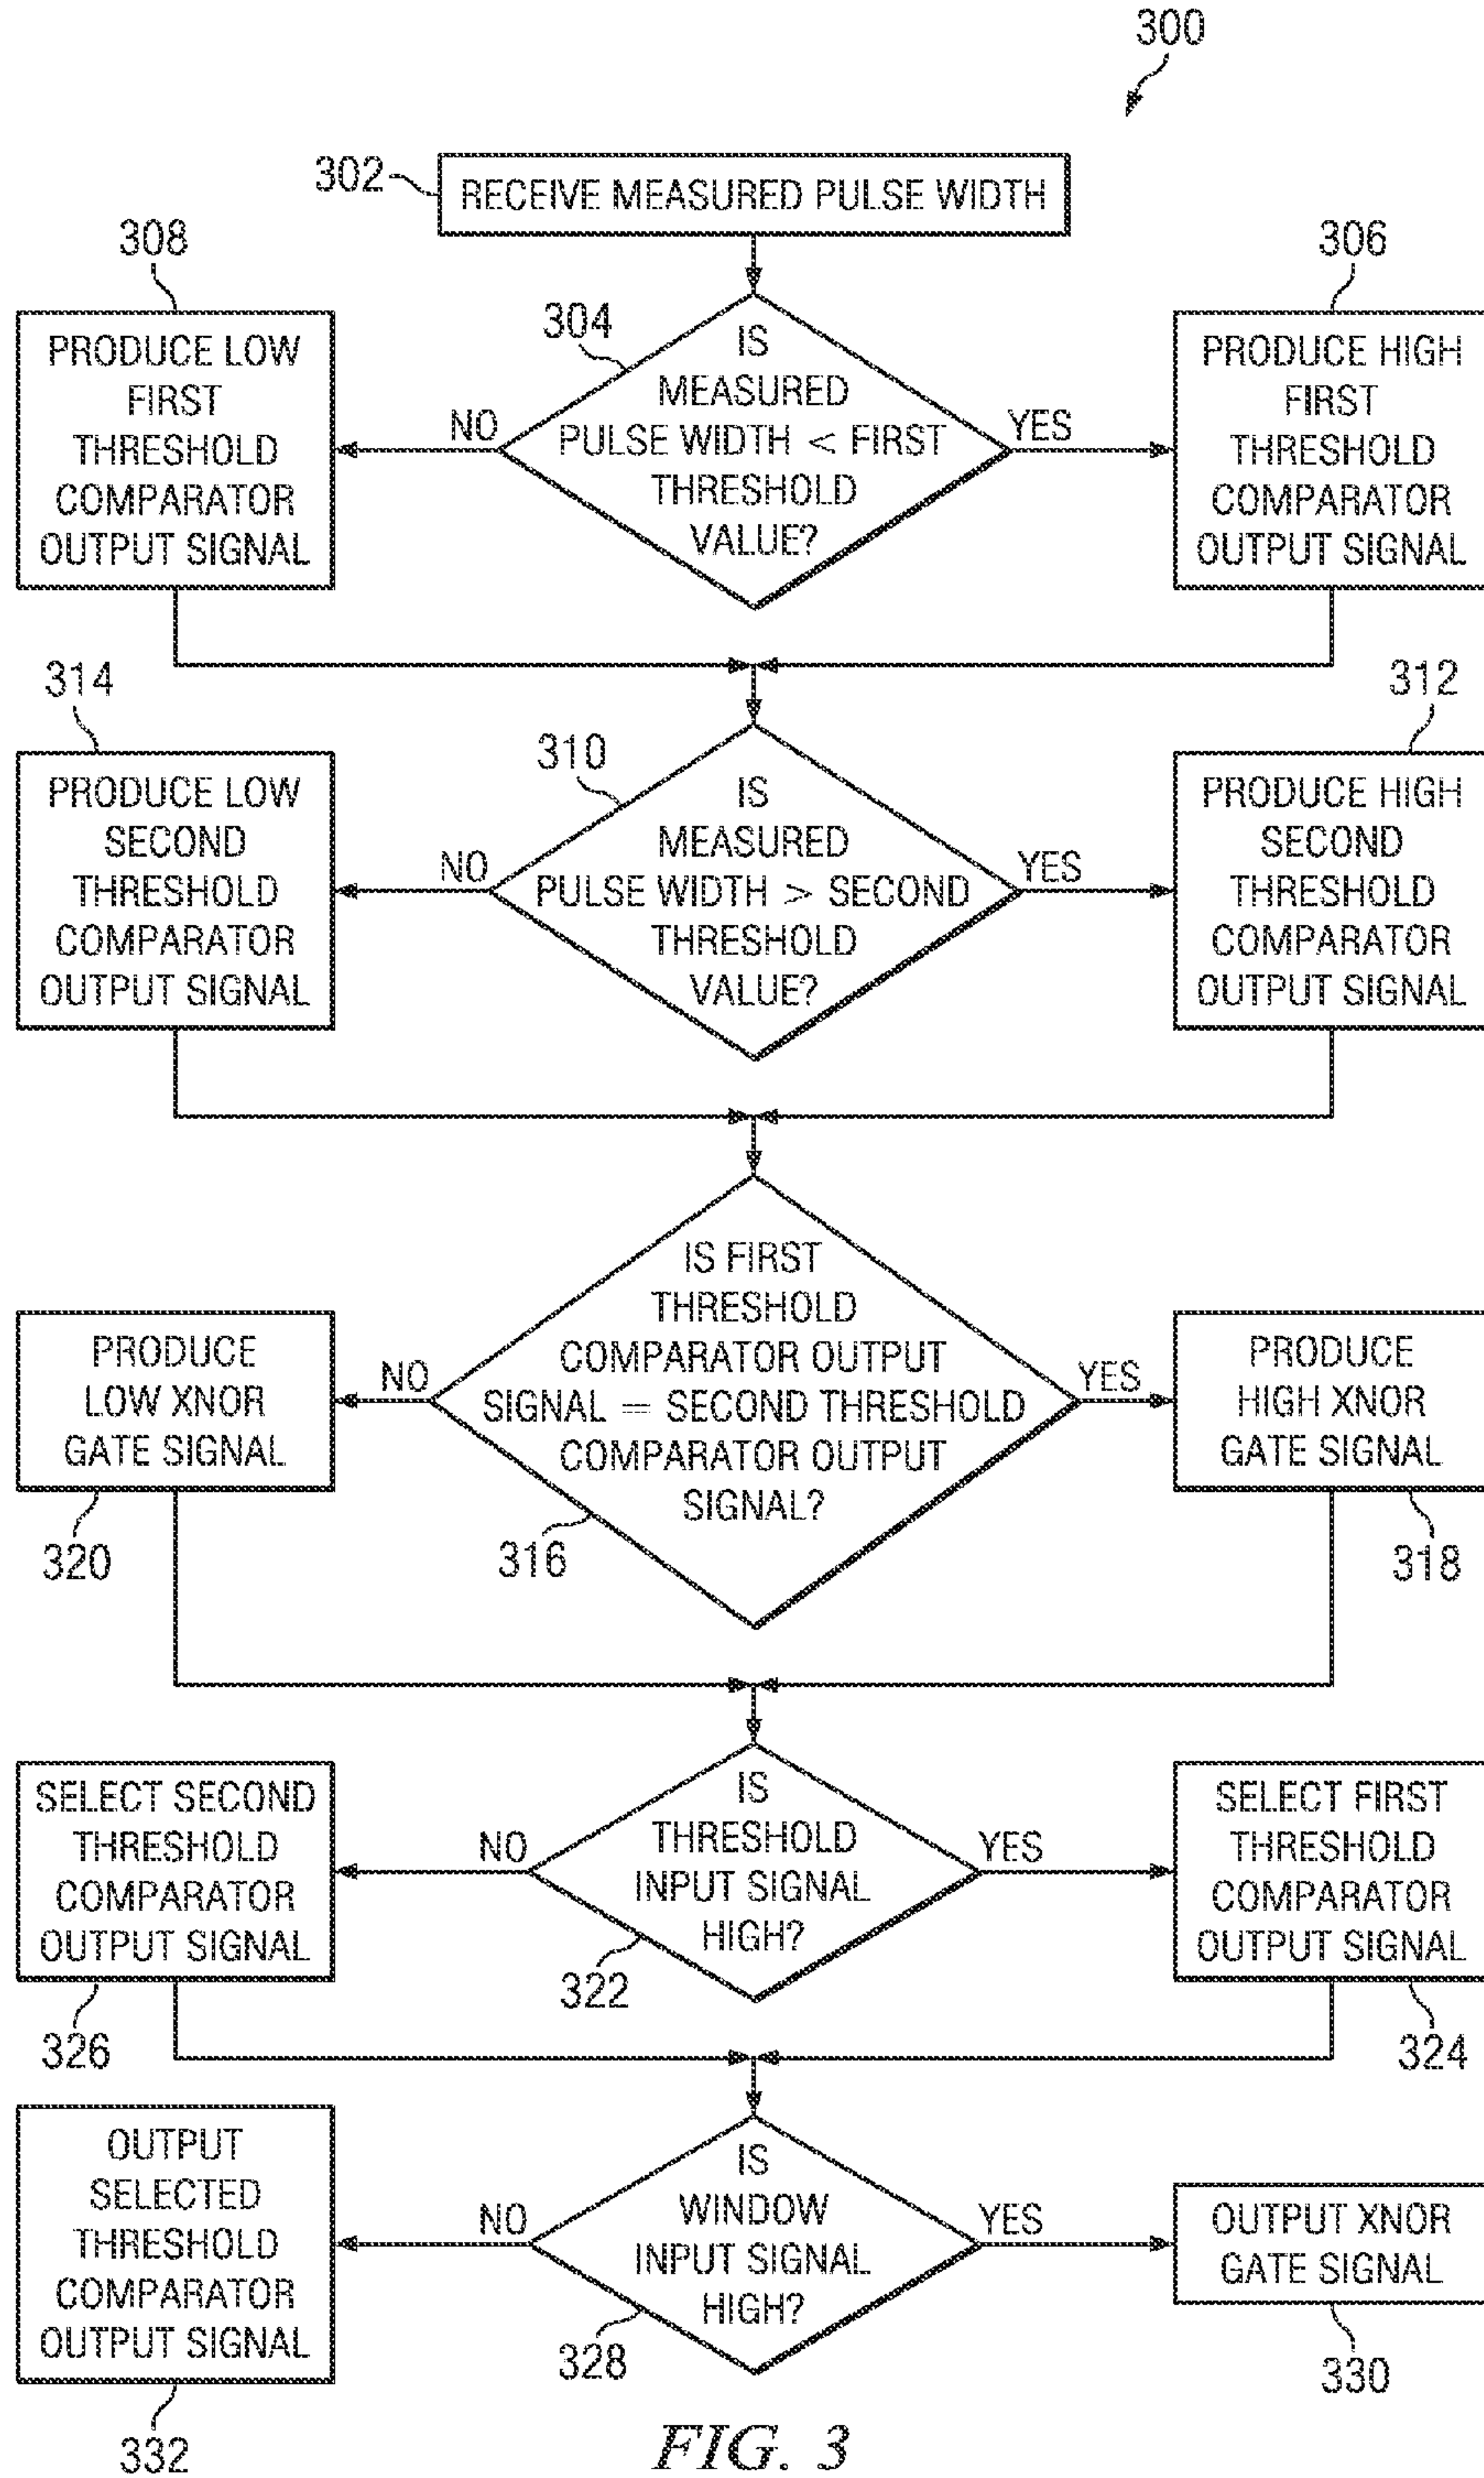 300
302
RECEIVE MEASURED PULSE WIDTH
308
306
PRODUCE LOW
FIRST
THRESHOLD
COMPARATOR
OUTPUT SIGNAL
304
IS
MEASURED
PULSE WIDTH < FIRST
THRESHOLD
VALUE?
NO
YES
PRODUCE HIGH
FIRST
THRESHOLD
COMPARATOR
OUTPUT SIGNAL
314
312
PRODUCE LOW
SECOND
THRESHOLD
COMPARATOR
OUTPUT SIGNAL
310
IS
MEASURED
PULSE WIDTH > SECOND
THRESHOLD
VALUE?
NO
YES
PRODUCE HIGH
SECOND
THRESHOLD
COMPARATOR
OUTPUT SIGNAL
PRODUCE
LOW XNOR
GATE SIGNAL
320
NO
IS FIRST
THRESHOLD
COMPARATOR OUTPUT
SIGNAL = SECOND THRESHOLD
COMPARATOR OUTPUT
SIGNAL?
316
YES
PRODUCE
HIGH XNOR
GATE SIGNAL
318
SELECT SECOND
THRESHOLD
COMPARATOR
OUTPUT SIGNAL
326
NO
IS
THRESHOLD
INPUT SIGNAL
HIGH?
322
YES
SELECT FIRST
THRESHOLD
COMPARATOR
OUTPUT SIGNAL
324
OUTPUT
SELECTED
THRESHOLD
COMPARATOR
OUTPUT SIGNAL
332
NO
IS
WINDOW
INPUT SIGNAL
HIGH?
328
YES
OUTPUT XNOR
GATE SIGNAL
330
FIG. 3